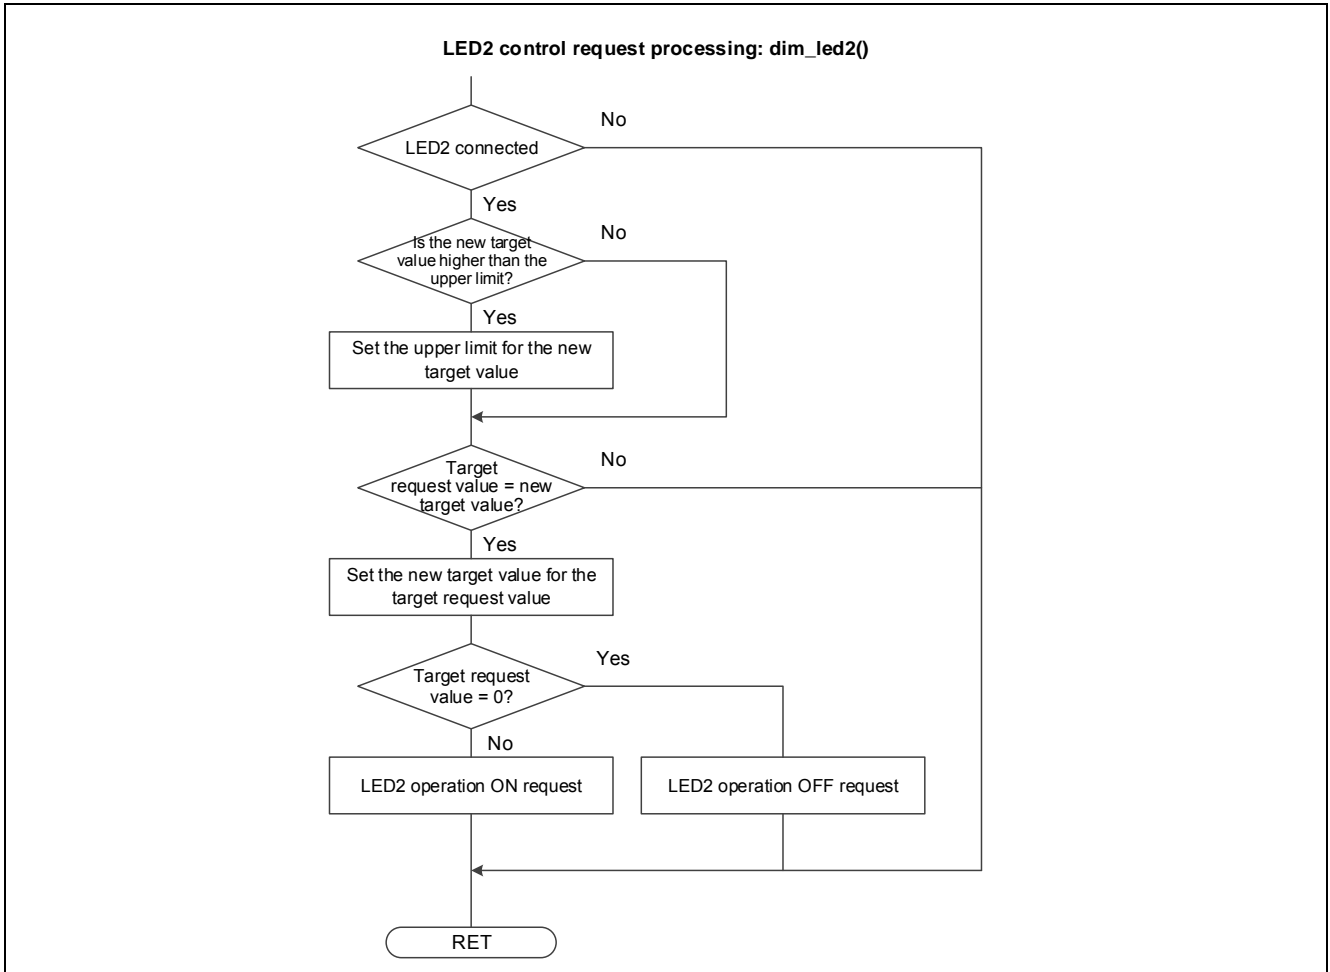 LED2 control request processing: dim_led2()
No
LED2 connected
Yes
No
Is the new target
value higher than the
upper limit?
Yes
Set the upper limit for the new
target value
No
Target
request value = new
target value?
Yes
Set the new target value for the
target request value
Yes
Target request
value = 0?
No
LED2 operation ON request
LED2 operation OFF request
RET